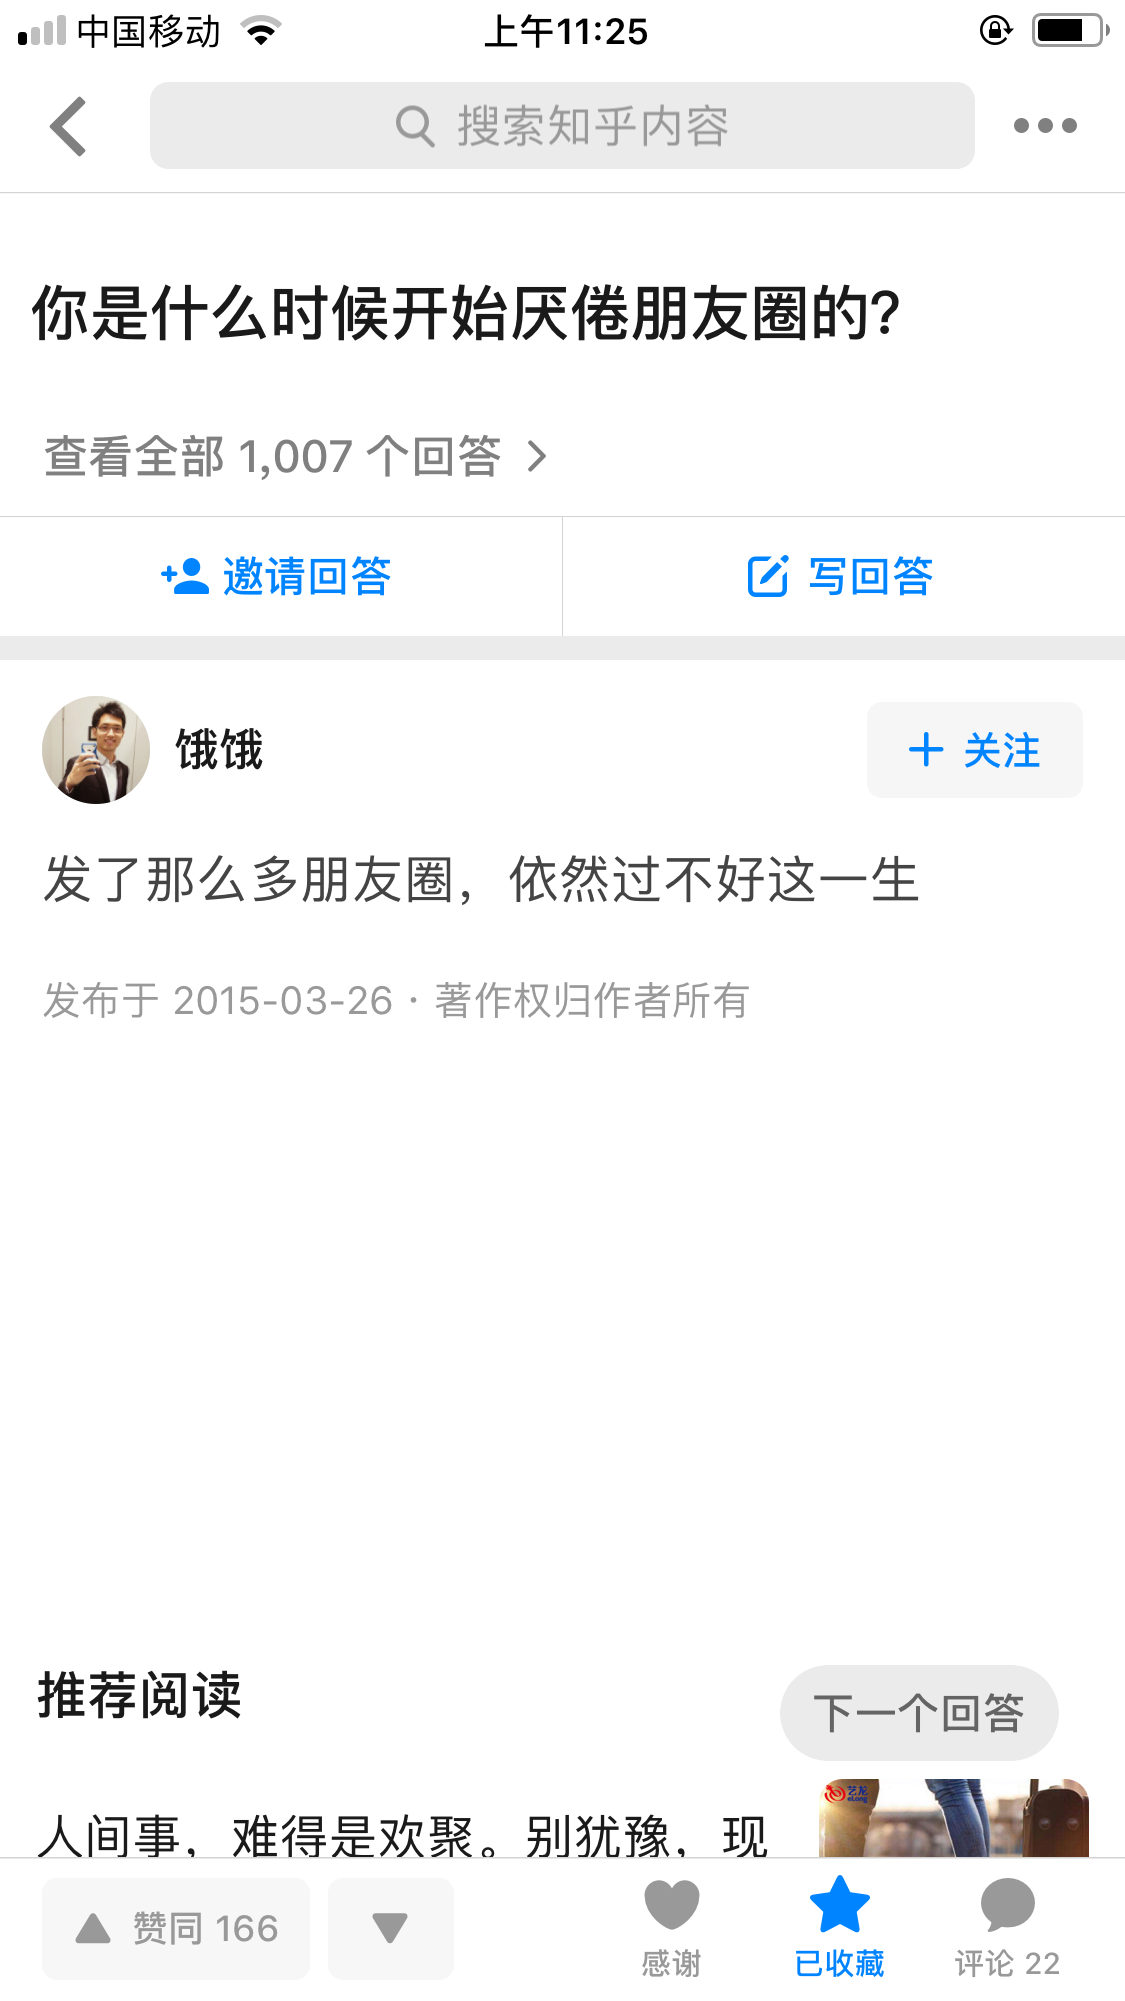 中国移动
上午11:25
搜索知乎内容
你是什么时候开始厌倦朋友圈的?
查看全部 1,007 个回答
邀请回答
写回答
饿饿
关注
发了那么多朋友圈，依然过不好这一生
发布于 2015-03-26 · 著作权归作者所有
推荐阅读
下一个回答
艺龙
eLong
人间事，难得是欢聚。别犹豫，现
赞同 166
感谢
已收藏
评论 22